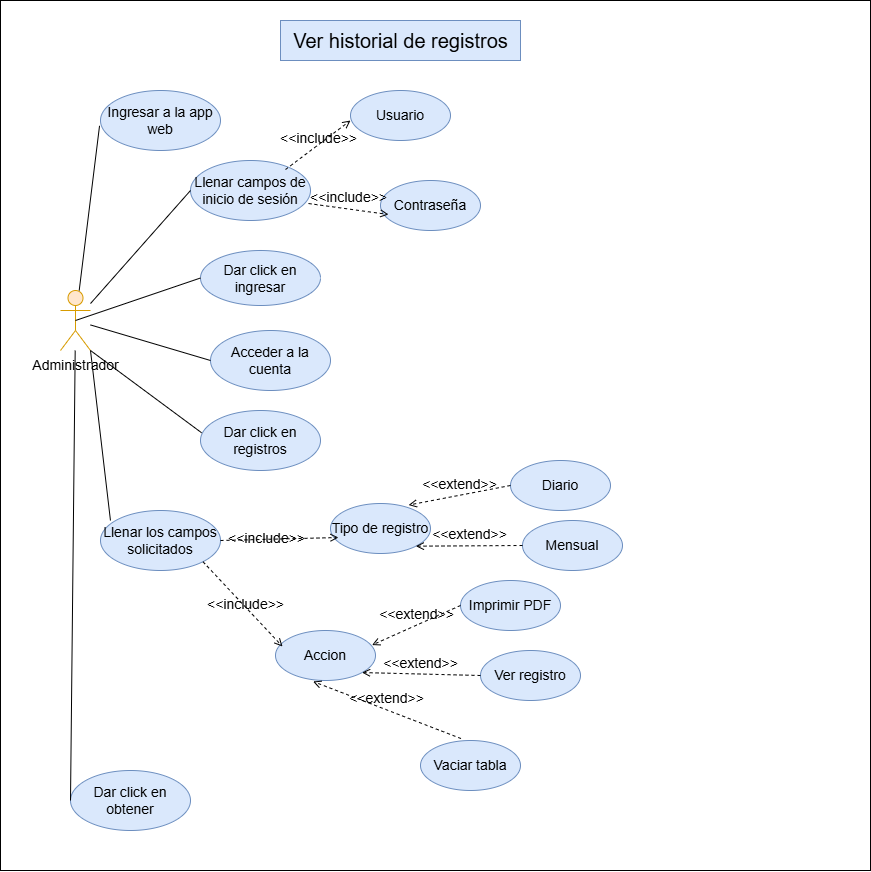 Ver historial de registros
Ingresar a la app
web
Usuario
<<include>>
Llenar campos de
inicio de sesión
<<include>>
Contraseña
Dar click en
ingresar
Administrador
Acceder a la
cuenta
Dar click en
registros
<<extend>>
Diario
Llenar los campos
solicitados
<<include>>
Tipo de registro
<<extend>>
Mensual
<<include>>
Imprimir PDF
<<extend>>
Accion
<<extend>>
Ver registro
<<extend>>
Vaciar tabla
Dar click en
obtener